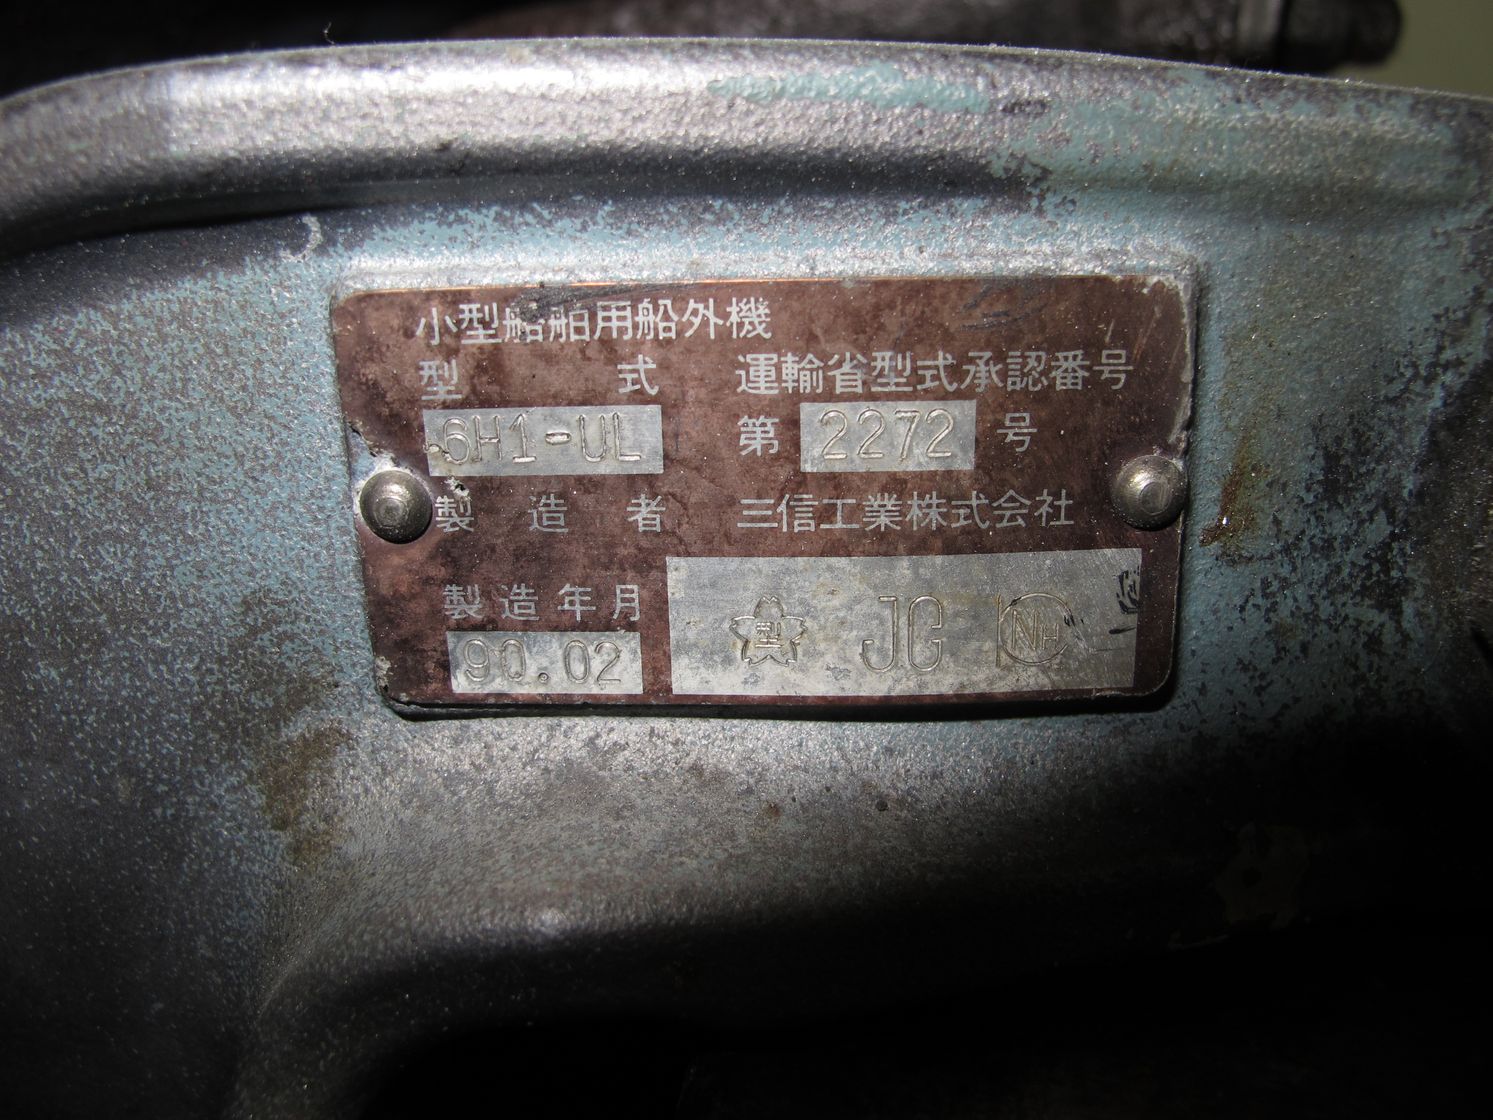 小型船舶用船外機
型式 運輸省型式承認番号
6H1-UL 第 2272 号
製造者 三信工業株式会社
製造年月
90.02 型 JG NH